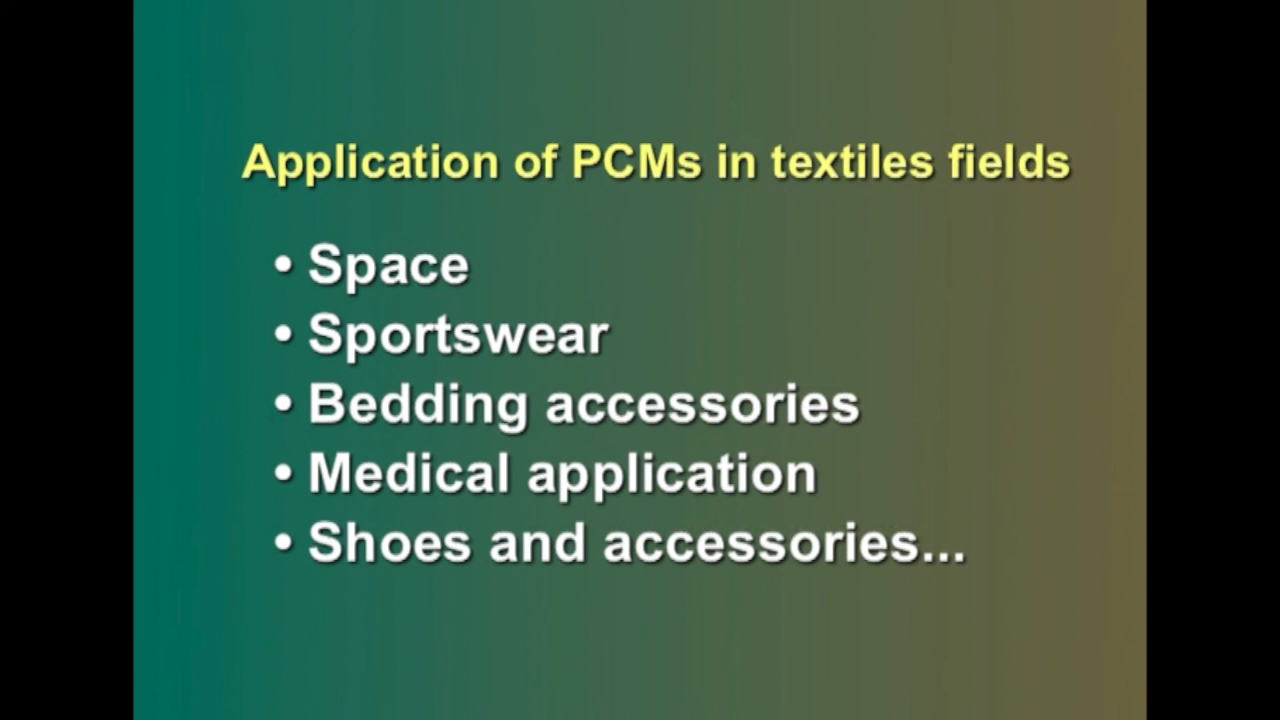 Application of PCMs in textiles fields
• Space
• Sportswear
• Bedding accessories
• Medical application
• Shoes and accessories...